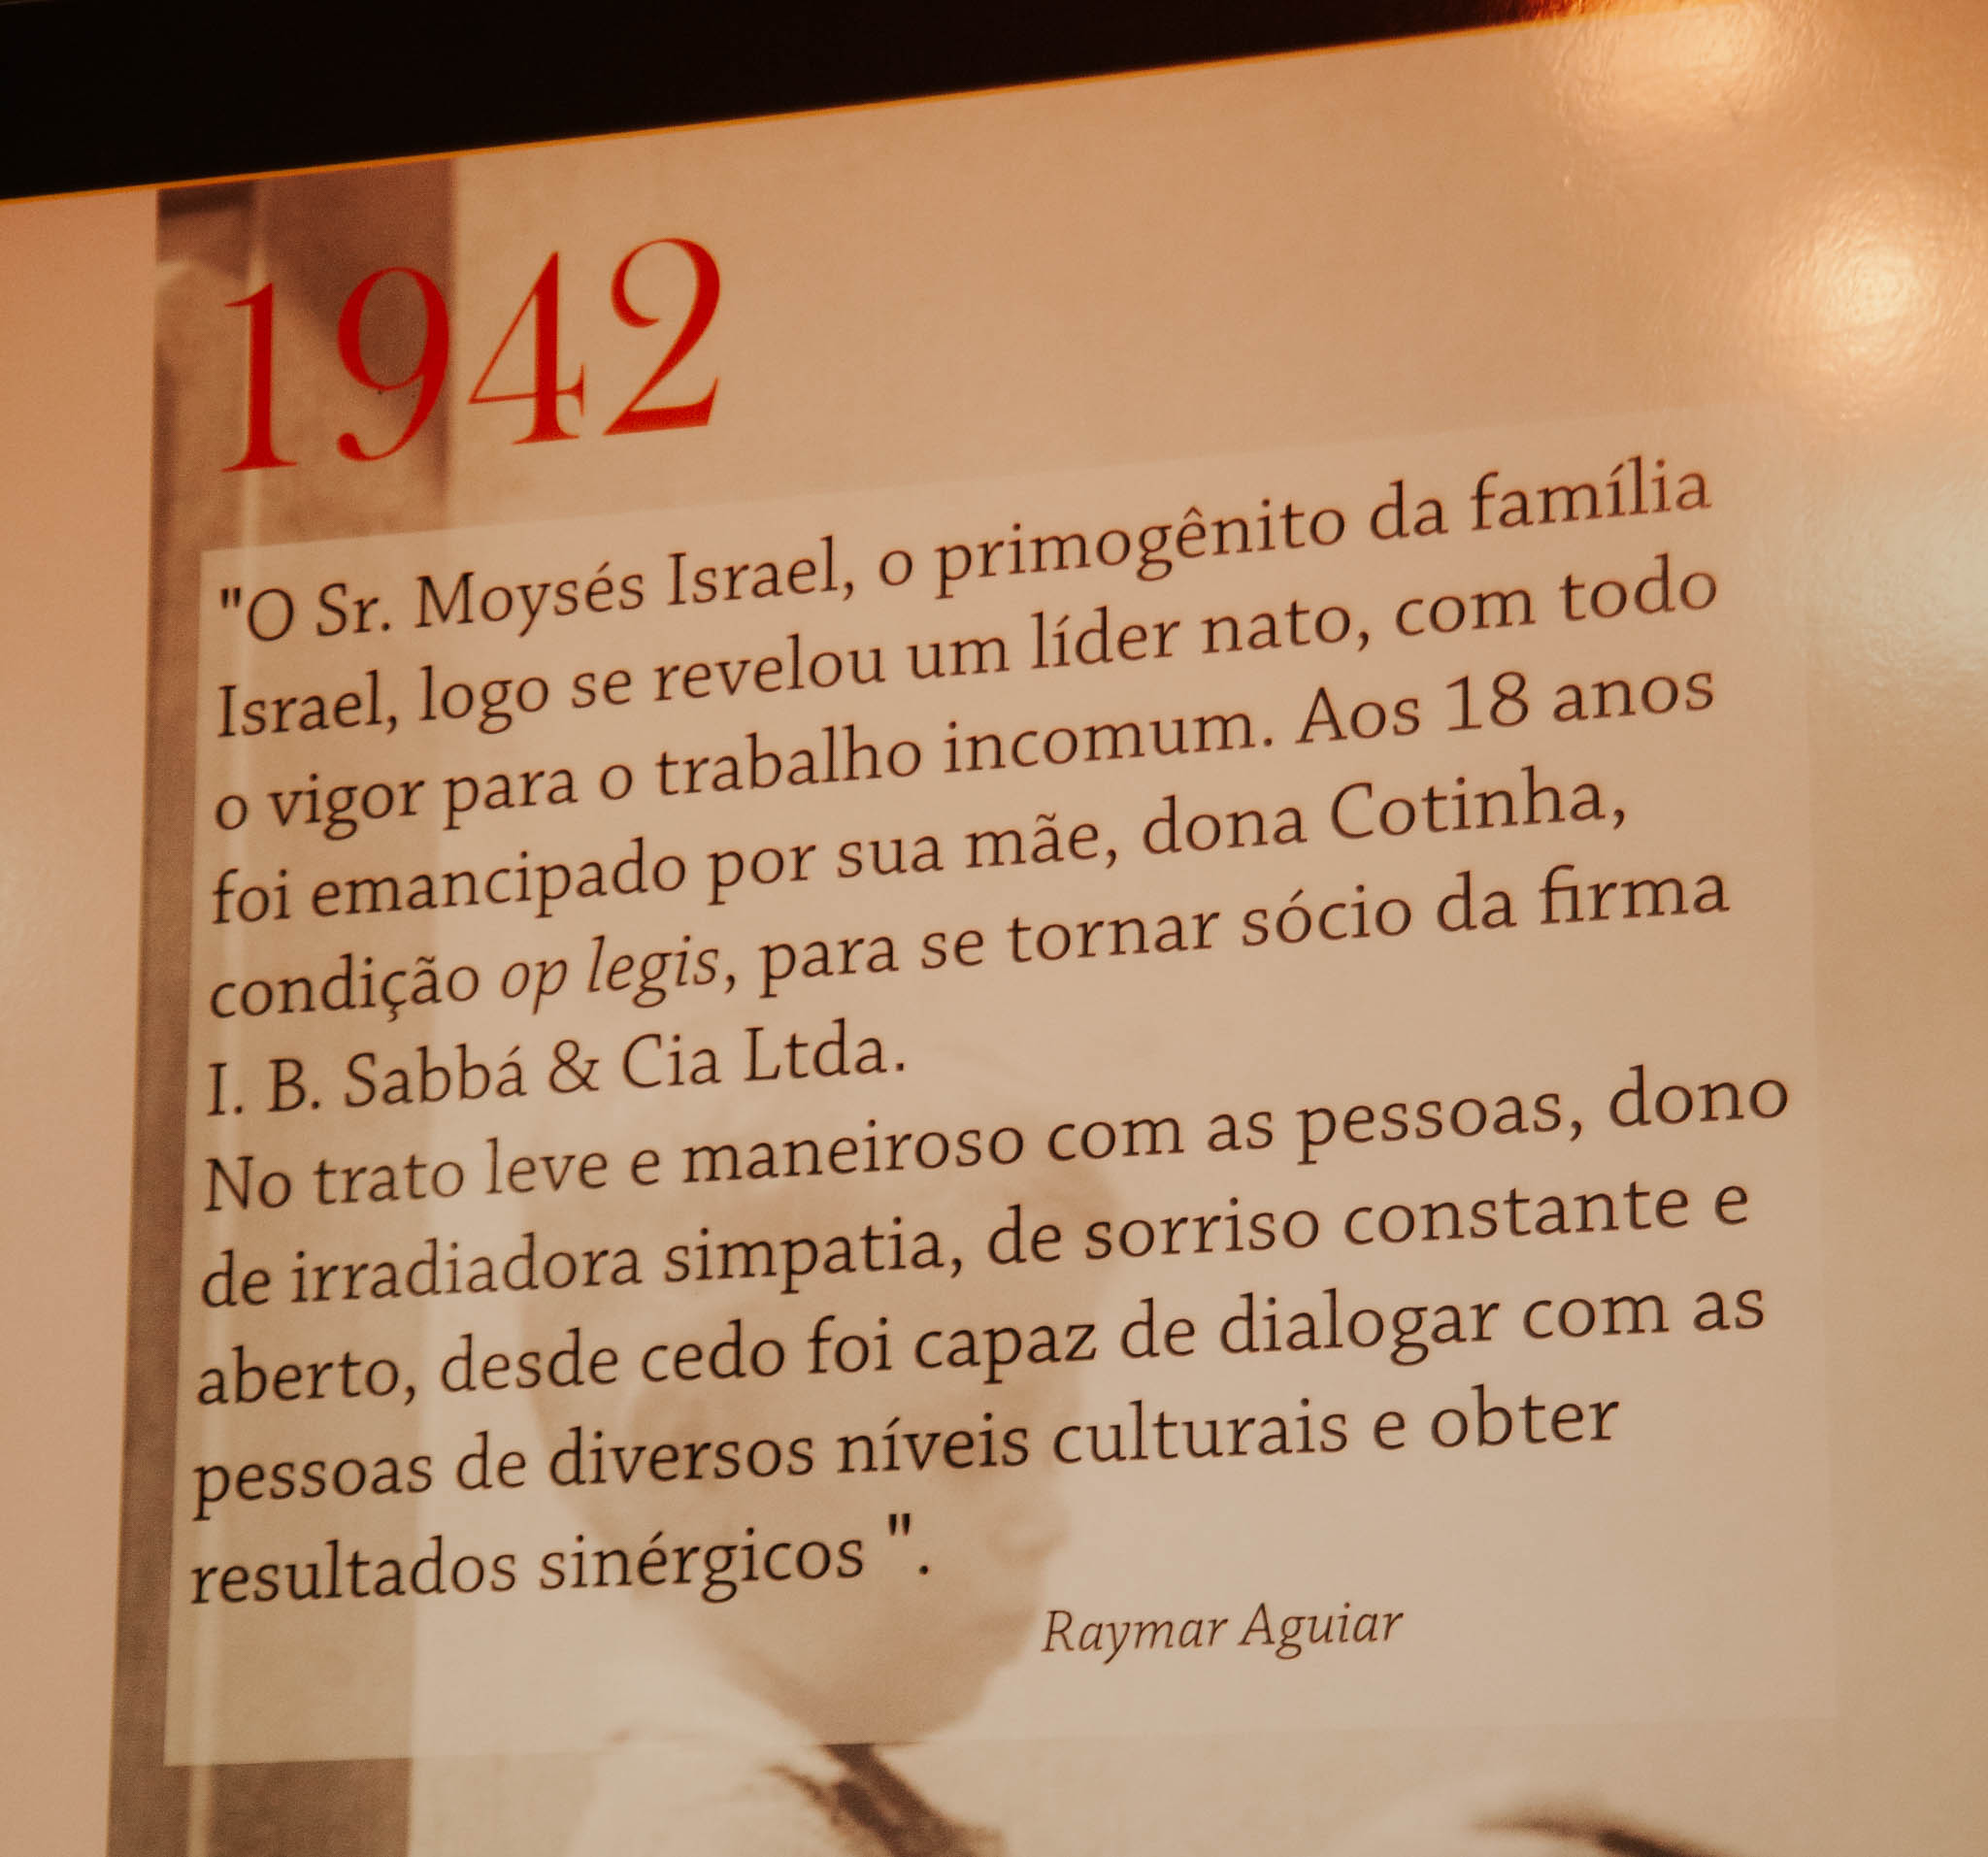 1942
"O Sr. Moysés Israel, o primogênito da família
Israel, logo se revelou um líder nato, com todo
o vigor para o trabalho incomum. Aos 18 anos
foi emancipado por sua mãe, dona Cotinha,
condição op legis, para se tornar sócio da firma
I. B. Sabbá & Cia Ltda.
No trato leve e maneiroso com as pessoas, dono
de irradiadora simpatia, de sorriso constante e
aberto, desde cedo foi capaz de dialogar com as
pessoas de diversos níveis culturais e obter
resultados sinérgicos ".
Raymar Aguiar